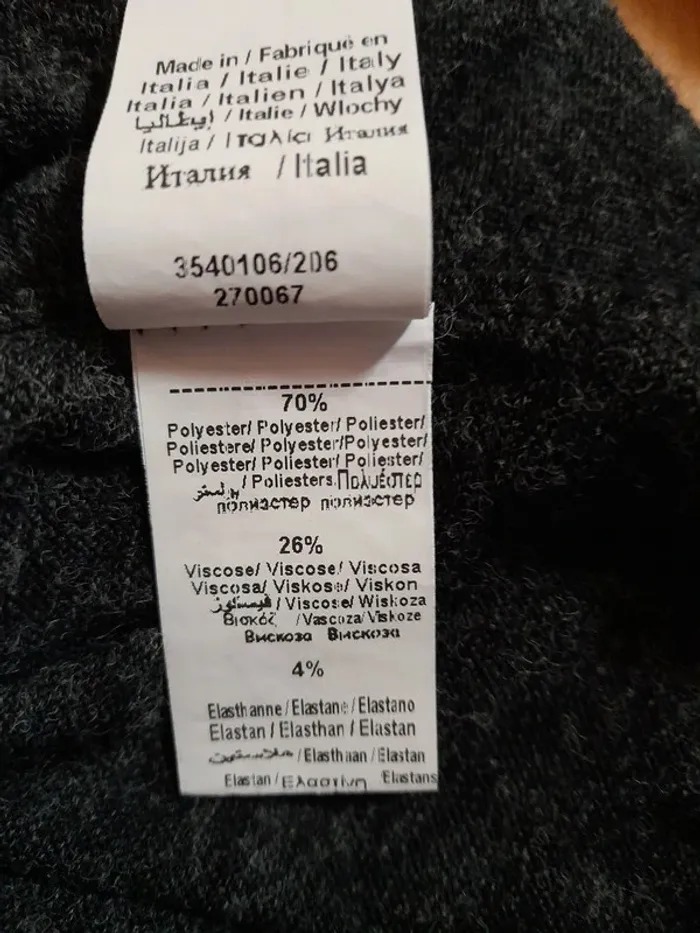 Made in / Fabriqué en
Italia / Italie / Italy
Italia / Italien / Italya
إيطاليا / Italie / Wlochy
Italija / Ιταλία Италия
Италия / Italia
3540106/206
270067
70%
Polyester/ Polyester/ Poliester/
Poliestere/ Polyester/Polyester/
Polyester/ Poliester/ Poliester/
/ Poliesters Πολυέστερ
полиэстер полиэстер
26%
Viscose/ Viscose/ Viscosa
Viscosa/ Viskose/ Viskon
/ Viscose/ Wiskoza
Βισκόζ /Vascoza/Viskoze
Вискоза Вискоза
4%
Elasthanne / Elastane / Elastano
Elastan / Elasthan / Elastan
/ Elasthaan / Elastan
Elastan / Ελαστίνη Elastans